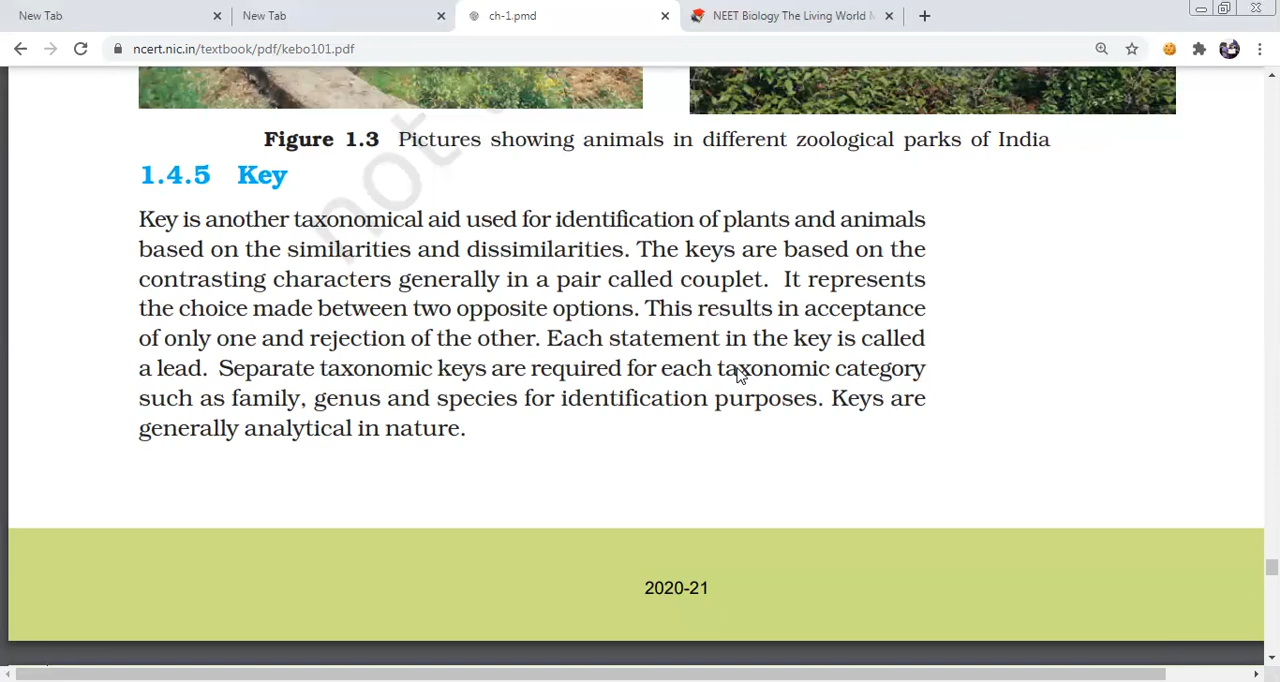 New Tab
New Tab
ch-1.pmd
NEET Biology The Living World
ncert.nic.in/textbook/pdf/kebo101.pdf
Figure 1.3 Pictures showing animals in different zoological parks of India
1.4.5 Key
not
Key is another taxonomical aid used for identification of plants and animals
based on the similarities and dissimilarities. The keys are based on the
contrasting characters generally in a pair called couplet. It represents
the choice made between two opposite options. This results in acceptance
of only one and rejection of the other. Each statement in the key is called
a lead. Separate taxonomic keys are required for each taxonomic category
such as family, genus and species for identification purposes. Keys are
generally analytical in nature.
2020-21